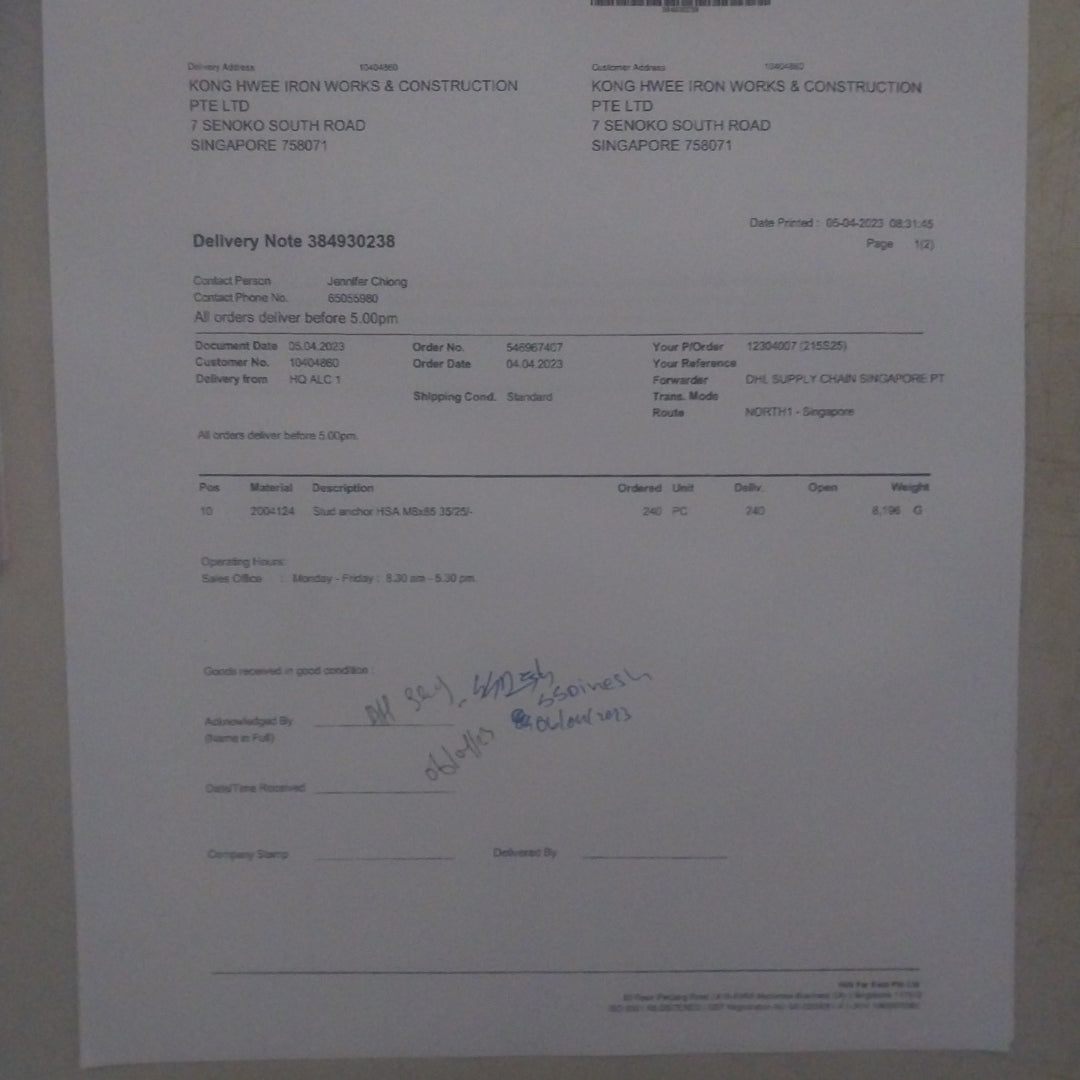 Delivery Address 10404860
KONG HWEE IRON WORKS & CONSTRUCTION
PTE LTD
7 SENOKO SOUTH ROAD
SINGAPORE 758071
Customer Address 10404860
KONG HWEE IRON WORKS & CONSTRUCTION
PTE LTD
7 SENOKO SOUTH ROAD
SINGAPORE 758071
Date Printed : 05-04-2023 08:31:45
Delivery Note 384930238
Page 1(2)
Contact Person Jennifer Chiong
Contact Phone No. 65055980
All orders deliver before 5.00pm
Document Date 05.04.2023 Order No. 546967407 Your P/Order 12304007 (215S25)
Customer No. 10404860 Order Date 04.04.2023 Your Reference
Delivery from HQ ALC 1 Forwarder DHL SUPPLY CHAIN SINGAPORE PT
Shipping Cond. Standard Trans. Mode
Route NORTH1 - Singapore
All orders deliver before 5.00pm.
Pos Material Description Ordered Unit Deliv. Open Weight
10 2004124 Stud anchor HSA M8x85 35/25/- 240 PC 240 8,196 G
Operating Hours:
Sales Office : Monday - Friday : 8.30 am - 5.30 pm
Goods received in good condition :
SSDinesh
Acknowledged By
06/04/2023
(Name in Full)
Date/Time Received
Company Stamp Delivered By